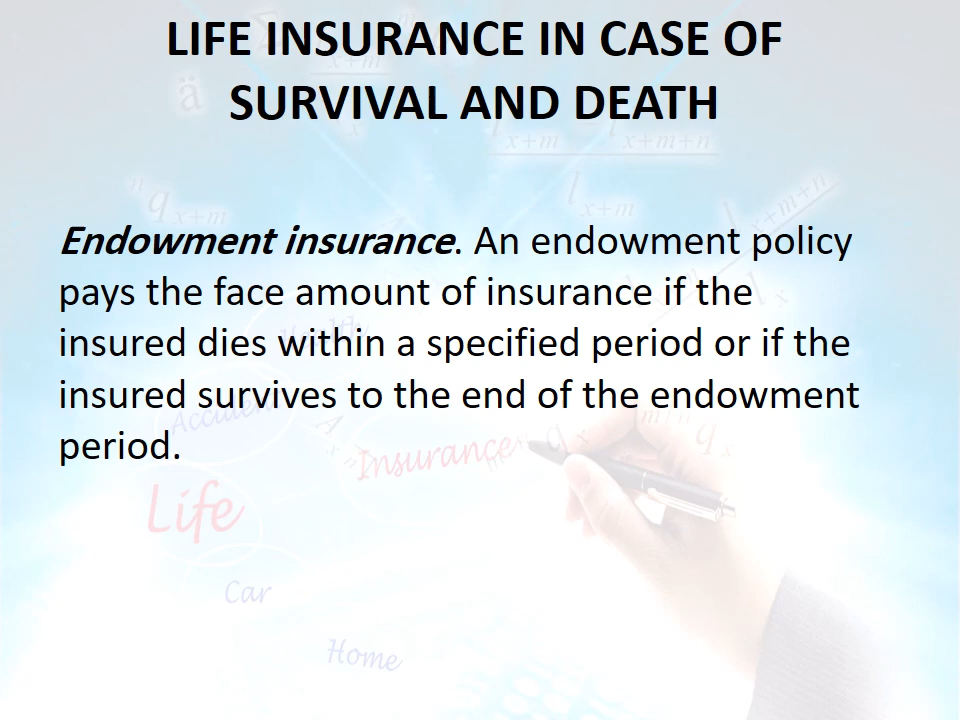 LIFE INSURANCE IN CASE OF
SURVIVAL AND DEATH
ä
x+m
x+m
x+m+n
l x+m
x+m+n
n q x+m
Endowment insurance. An endowment policy
pays the face amount of insurance if the
l x
insured dies within a specified period or if the
Health
insured survives to the end of the endowment
Accident
m+n q x
period.
Insurance
q x
Life
Car
Home